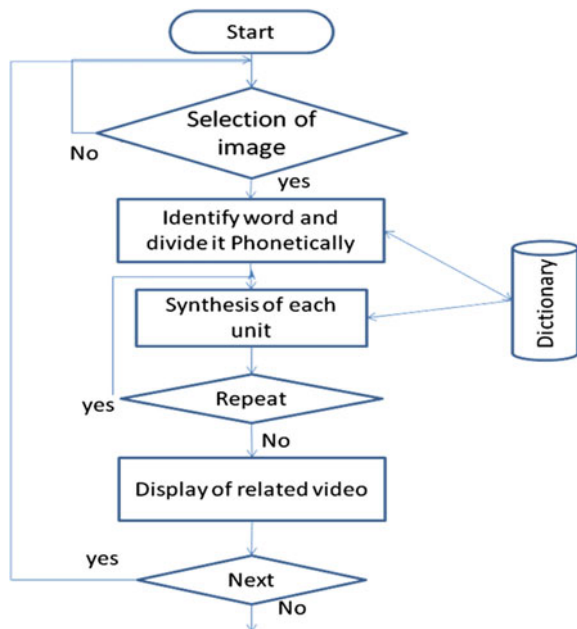 Start
Selection of
image
No
yes
Identify word and
divide it Phonetically
Dictionary
Synthesis of each
unit
yes
Repeat
No
Display of related video
yes
Next
No